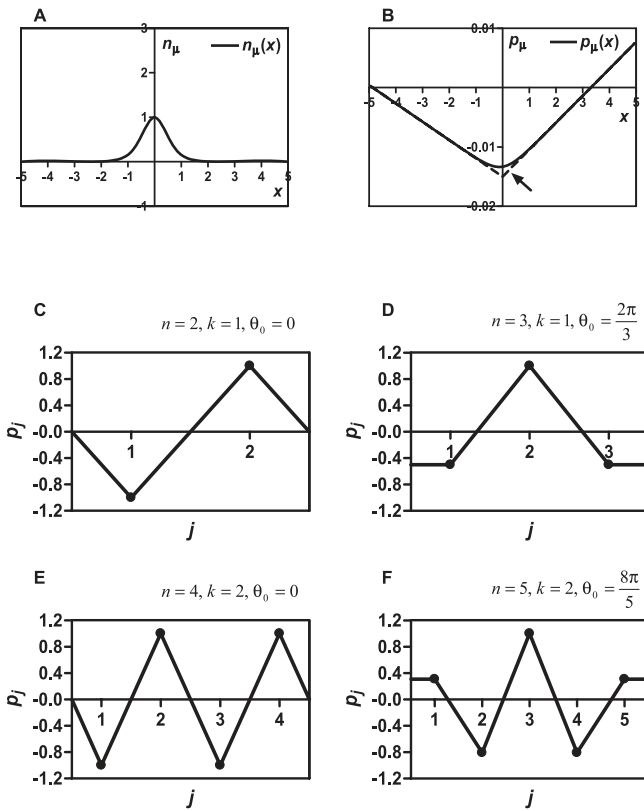 A
n_μ
n_μ(x)
3
2
1
-5 -4 -3 -2 -1 1 2 3 4 5
x
-1
B
0.01
p_μ
p_μ(x)
-5 -4 -3 -2 -1 1 2 3 4 5
x
-0.01
-0.02
C
n = 2, k = 1, θ₀ = 0
1.2
0.8
0.4
-0.0
-0.4
-0.8
-1.2
p_j
1 2
j
D
n = 3, k = 1, θ₀ = 2π/3
1.2
0.8
0.4
-0.0
-0.4
-0.8
-1.2
p_j
1 2 3
j
E
n = 4, k = 2, θ₀ = 0
1.2
0.8
0.4
-0.0
-0.4
-0.8
-1.2
p_j
1 2 3 4
j
F
n = 5, k = 2, θ₀ = 8π/5
1.2
0.8
0.4
-0.0
-0.4
-0.8
-1.2
p_j
1 2 3 4 5
j